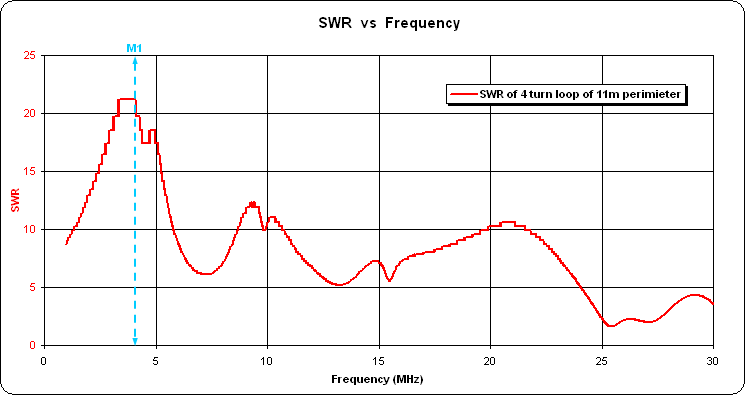 SWR vs Frequency
M1
25
20
15
10
5
0
SWR
SWR of 4 turn loop of 11m perimieter
0 5 10 15 20 25 30
Frequency (MHz)